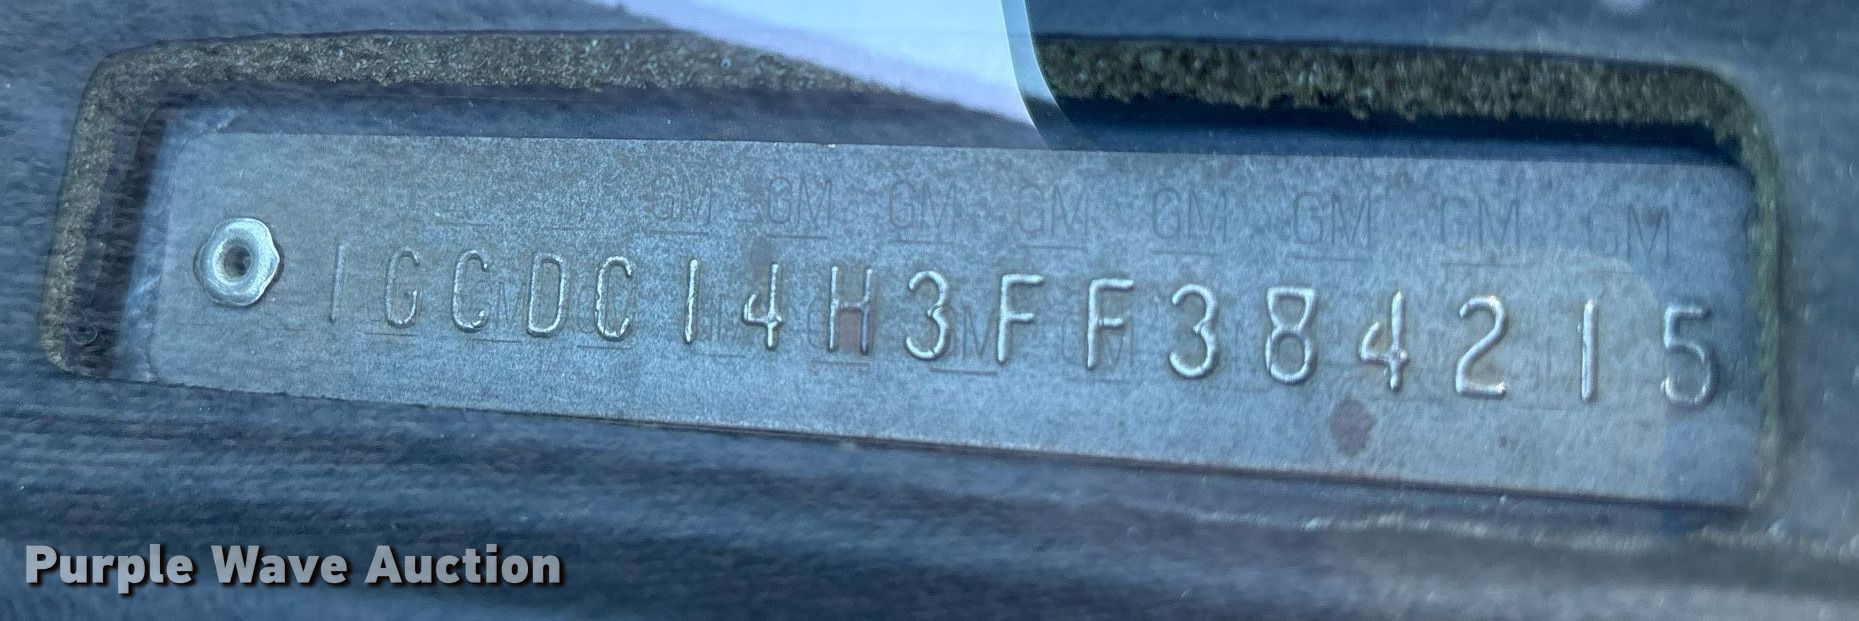 GM GM GM GM GM GM GM GM
1GCDC14H3FF384215
Purple Wave Auction